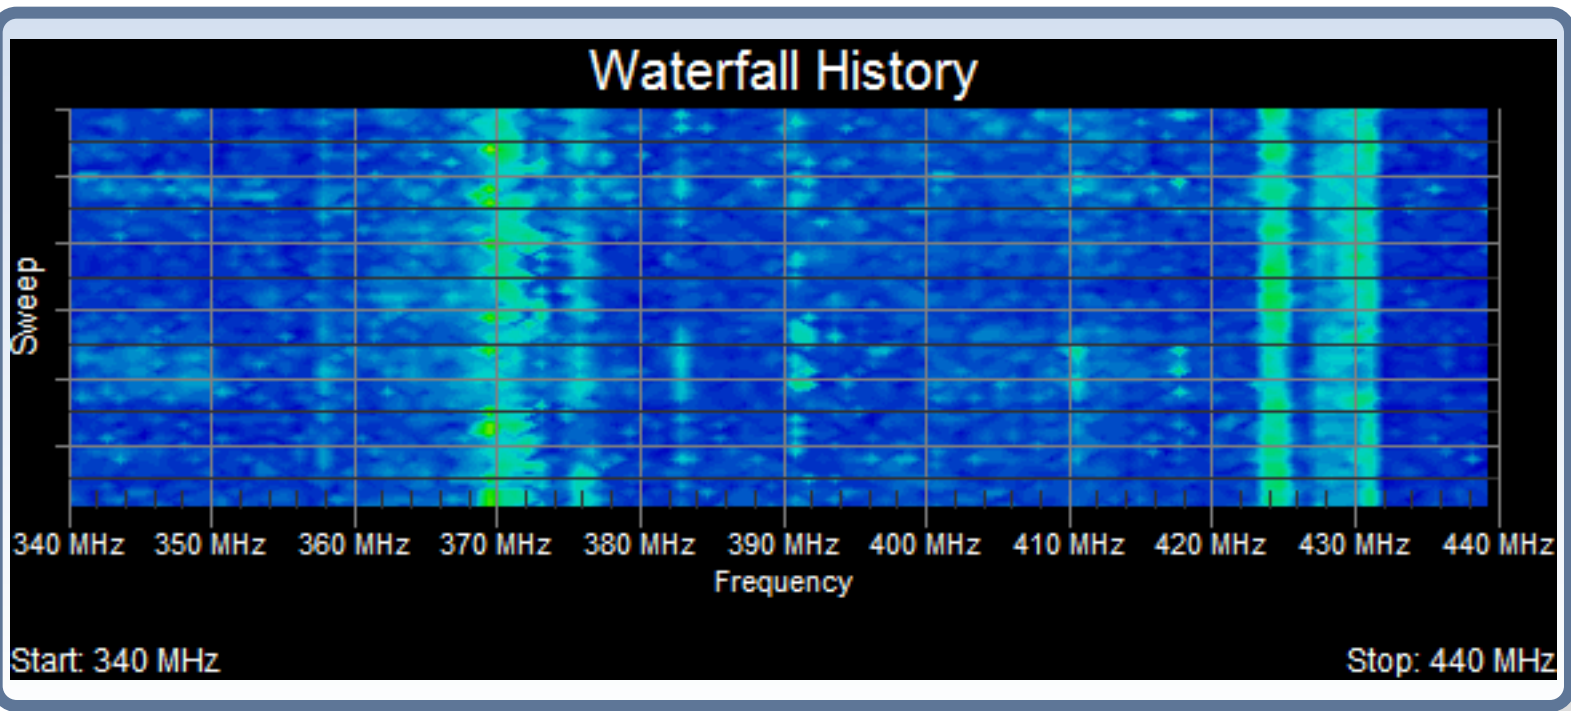 Waterfall History
Sweep
340 MHz 350 MHz 360 MHz 370 MHz 380 MHz 390 MHz 400 MHz 410 MHz 420 MHz 430 MHz 440 MHz
Frequency
Start: 340 MHz
Stop: 440 MHz